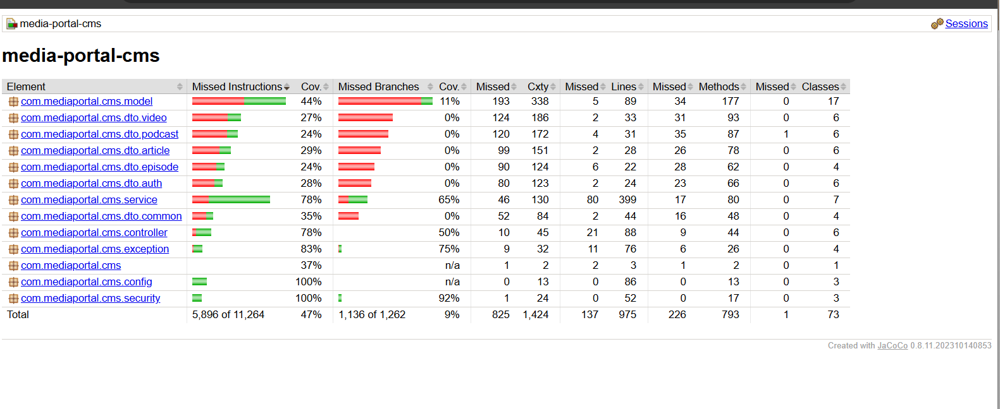 media-portal-cms Sessions
media-portal-cms
Element Missed Instructions Cov. Missed Branches Cov. Missed Cxty Missed Lines Missed Methods Missed Classes
com.mediaportal.cms.model 44% 11% 193 338 5 89 34 177 0 17
com.mediaportal.cms.dto.video 27% 0% 124 186 2 33 31 93 0 6
com.mediaportal.cms.dto.podcast 24% 0% 120 172 4 31 35 87 1 6
com.mediaportal.cms.dto.article 29% 0% 99 151 2 28 26 78 0 6
com.mediaportal.cms.dto.episode 24% 0% 90 124 6 22 28 62 0 4
com.mediaportal.cms.dto.auth 28% 0% 80 123 2 24 23 66 0 6
com.mediaportal.cms.service 78% 65% 46 130 80 399 17 80 0 7
com.mediaportal.cms.dto.common 35% 0% 52 84 2 44 16 48 0 4
com.mediaportal.cms.controller 78% 50% 10 45 21 88 9 44 0 6
com.mediaportal.cms.exception 83% 75% 9 32 11 76 6 26 0 4
com.mediaportal.cms 37% n/a 1 2 2 3 1 2 0 1
com.mediaportal.cms.config 100% n/a 0 13 0 86 0 13 0 3
com.mediaportal.cms.security 100% 92% 1 24 0 52 0 17 0 3
Total 5,896 of 11,264 47% 1,136 of 1,262 9% 825 1,424 137 975 226 793 1 73
Created with JaCoCo 0.8.11.202310140853